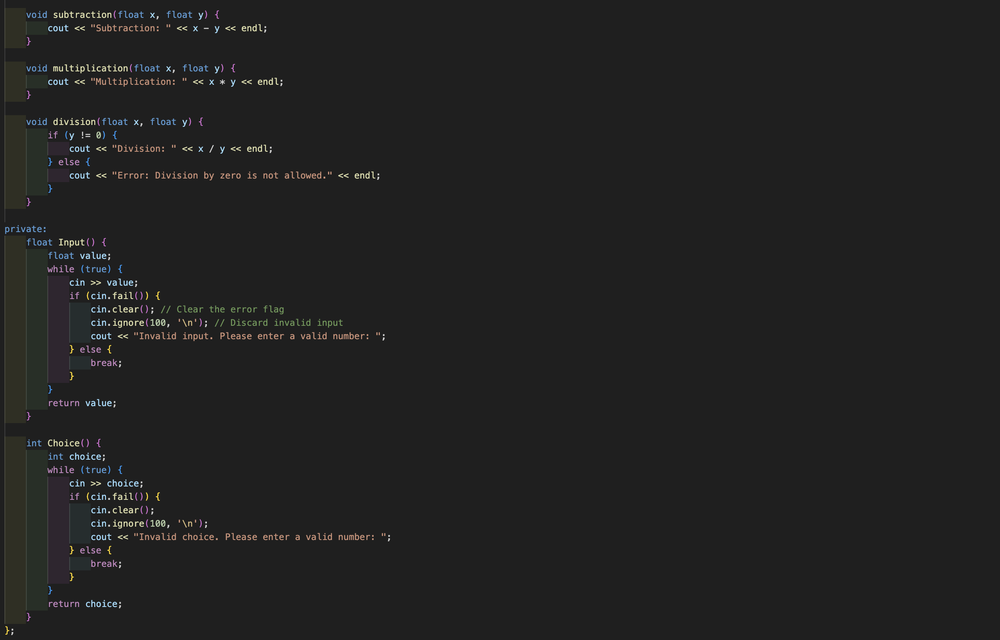 void subtraction(float x, float y) {
cout << "Subtraction: " << x - y << endl;
}
void multiplication(float x, float y) {
cout << "Multiplication: " << x * y << endl;
}
void division(float x, float y) {
if (y != 0) {
cout << "Division: " << x / y << endl;
} else {
cout << "Error: Division by zero is not allowed." << endl;
}
}
private:
float Input() {
float value;
while (true) {
cin >> value;
if (cin.fail()) {
cin.clear(); // Clear the error flag
cin.ignore(100, '\n'); // Discard invalid input
cout << "Invalid input. Please enter a valid number: ";
} else {
break;
}
}
return value;
}
int Choice() {
int choice;
while (true) {
cin >> choice;
if (cin.fail()) {
cin.clear();
cin.ignore(100, '\n');
cout << "Invalid choice. Please enter a valid number: ";
} else {
break;
}
}
return choice;
}
};